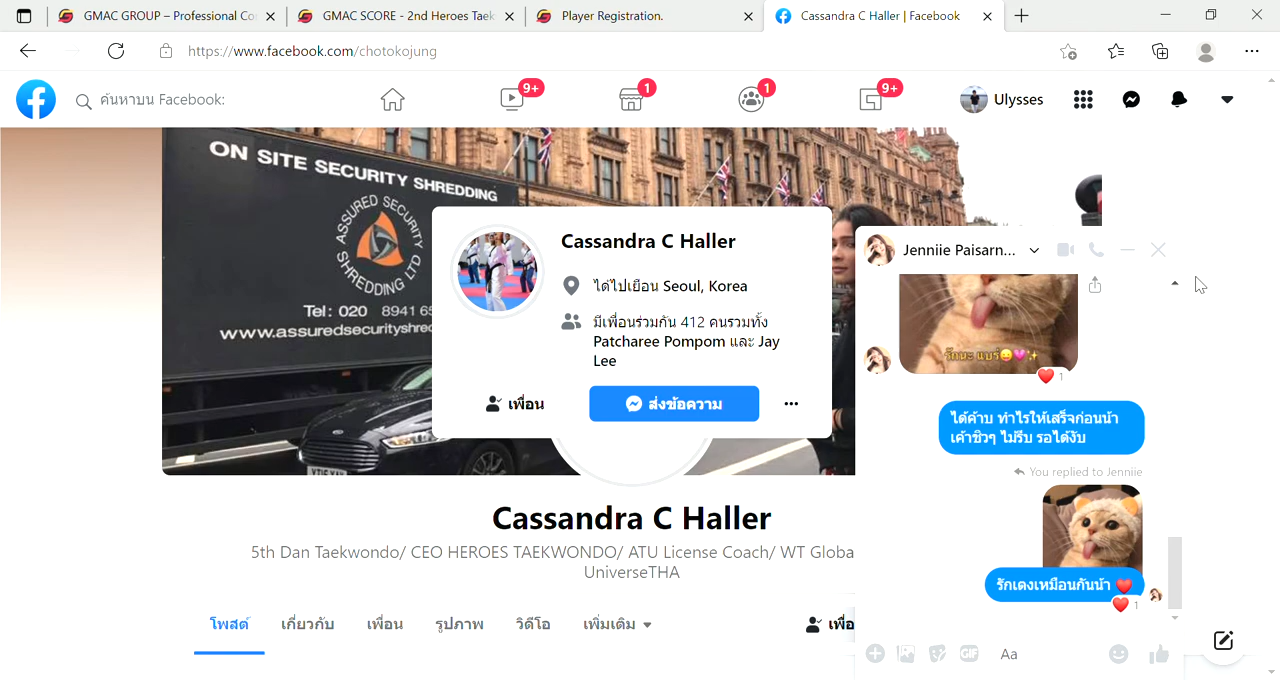 GMAC GROUP – Professional Co
GMAC SCORE - 2nd Heroes Taek
Player Registration.
Cassandra C Haller | Facebook
https://www.facebook.com/chotokojung
ค้นหาบน Facebook:
9+
1
1
9+
Ulysses
ON SITE SECURITY SHREDDING
ASSURED SECURITY SHREDDING LTD
Tel: 020 8941 65
www.assuredsecurityshred
Cassandra C Haller
ได้ไปเยือน Seoul, Korea
มีเพื่อนร่วมกัน 412 คนรวมทั้ง
Patcharee Pompom และ Jay
Lee
เพื่อน
ส่งข้อความ
Jenniie Paisarn...
รักนะ แบร่😝💗✨
❤️ 1
ได้ค้าบ ทำไรให้เสร็จก่อนน้า
เค้าชิวๆ ไม่รีบ รอได้งับ
You replied to Jenniie
รักเดงเหมือนกันน้า ❤️
❤️ 1
Cassandra C Haller
5th Dan Taekwondo/ CEO HEROES TAEKWONDO/ ATU License Coach/ WT Globa
UniverseTHA
โพสต์
เกี่ยวกับ
เพื่อน
รูปภาพ
วิดีโอ
เพิ่มเติม
เพื่อ
GIF
Aa